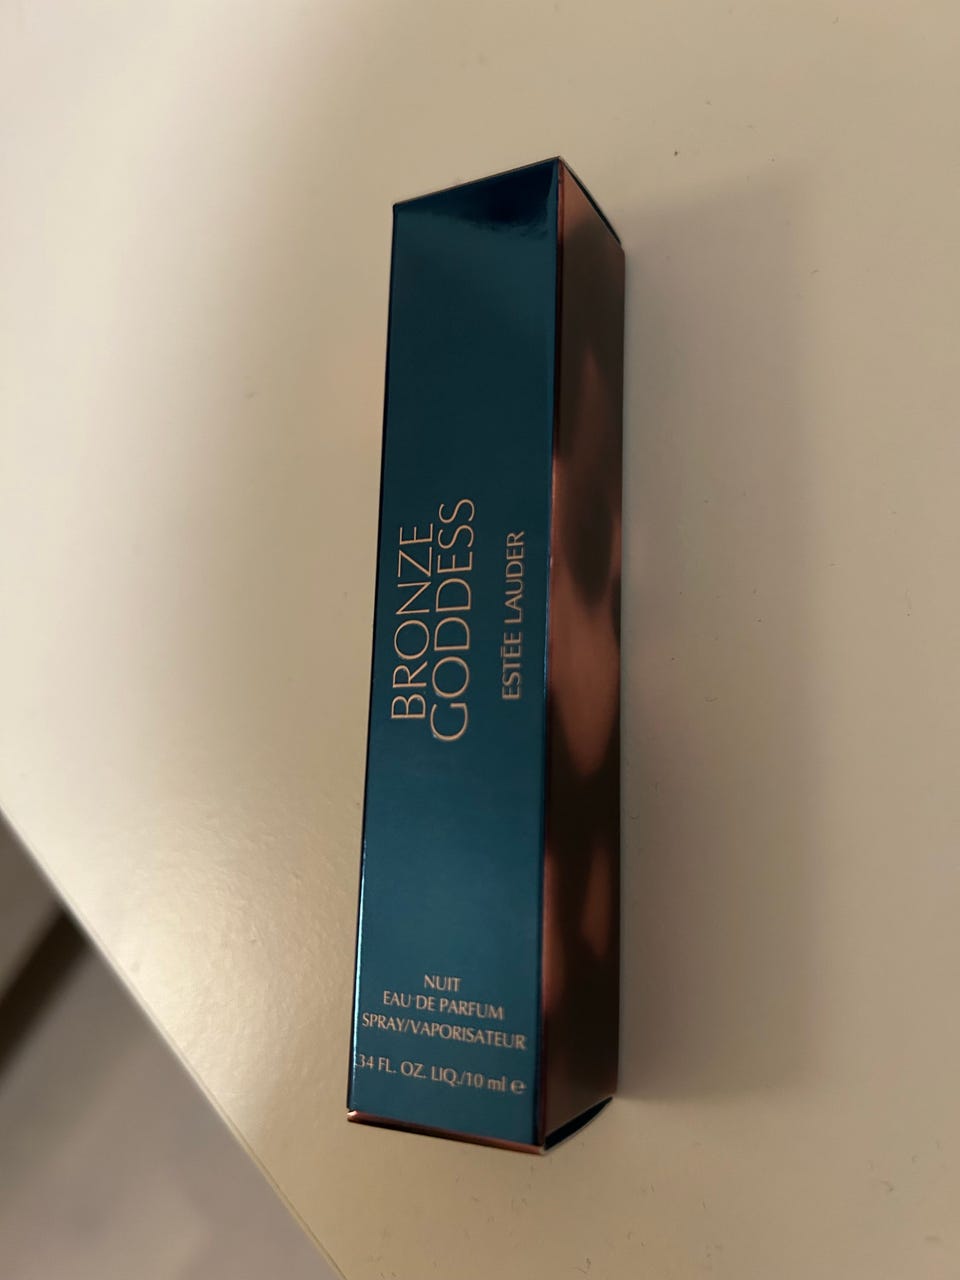 BRONZE
GODDESS
ESTĒE LAUDER
NUIT
EAU DE PARFUM
SPRAY/VAPORISATEUR
.34 FL. OZ. LIQ./10 ml ℮